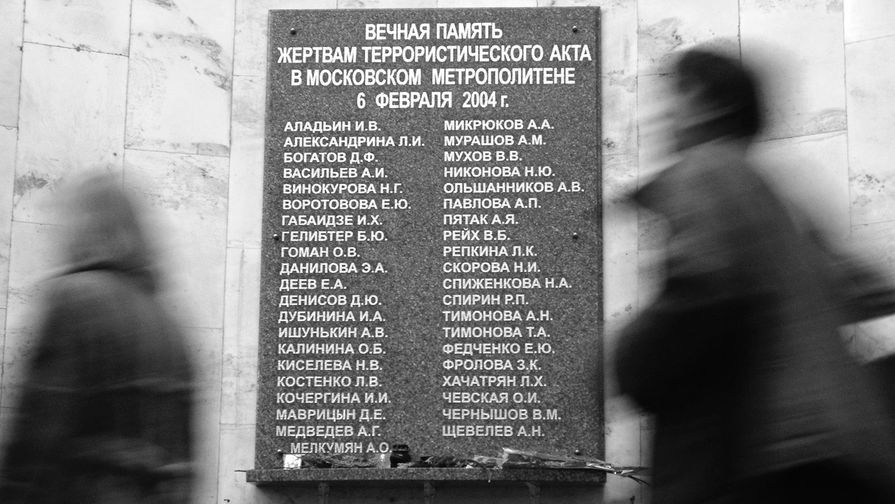 ВЕЧНАЯ ПАМЯТЬ
ЖЕРТВАМ ТЕРРОРИСТИЧЕСКОГО АКТА
В МОСКОВСКОМ МЕТРОПОЛИТЕНЕ
6 ФЕВРАЛЯ 2004 г.
АЛАДЬИН И.В.
АЛЕКСАНДРИНА Л.И.
БОГАТОВ Д.Ф.
ВАСИЛЬЕВ А.И.
ВИНОКУРОВА Н.Г.
ВОРОТОВОВА Е.Ю.
ГАБАИДЗЕ И.Х.
ГЕЛИБТЕР Б.Ю.
ГОМАН О.В.
ДАНИЛОВА Э.А.
ДЕЕВ Е.А.
ДЕНИСОВ Д.Ю.
ДУБИНИНА И.А.
ИШУНЬКИН А.В.
КАЛИНИНА О.Б.
КИСЕЛЕВА Н.В.
КОСТЕНКО Л.В.
КОЧЕРГИНА И.И.
МАВРИЦЫН Д.Е.
МЕДВЕДЕВ А.Г.
МЕЛКУМЯН А.О.
МИКРЮКОВ А.А.
МУРАШОВ А.М.
МУХОВ В.В.
НИКОНОВА Н.Ю.
ОЛЬШАННИКОВ А.В.
ПАВЛОВА А.П.
ПЯТАК А.Я.
РЕЙХ В.Б.
РЕПКИНА Л.К.
СКОРОВА Н.И.
СПИЖЕНКОВА Н.А.
СПИРИН Р.П.
ТИМОНОВА А.Н.
ТИМОНОВА Т.А.
ФЕДЧЕНКО Е.Ю.
ФРОЛОВА З.К.
ХАЧАТРЯН Л.Х.
ЧЕВСКАЯ О.И.
ЧЕРНЫШОВ В.М.
ЩЕВЕЛЕВ А.Н.